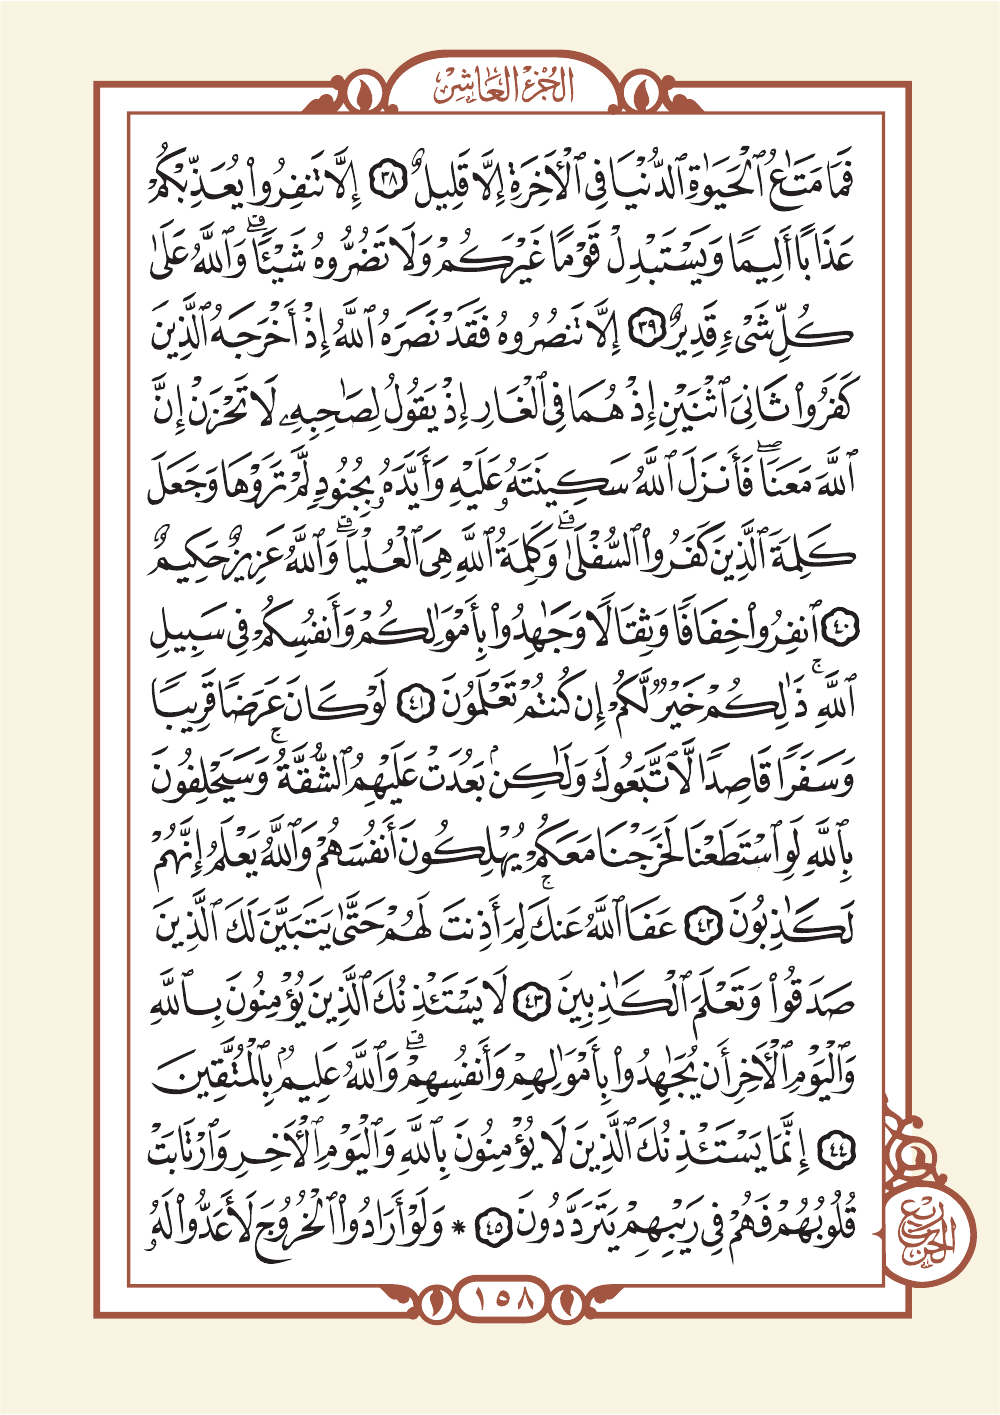 الجزء العاشر
فَمَا مَتَٰعُ ٱلْحَيَوٰةِ ٱلدُّنْيَا فِي ٱلْأَخِرَةِ إِلَّا قَلِيلٌ ٣٨ إِلَّا تَنفِرُوا۟ يُعَذِّبْكُمْ
عَذَابًا أَلِيمًا وَيَسْتَبْدِلْ قَوْمًا غَيْرَكُمْ وَلَا تَضُرُّوهُ شَيْـًٔا ۗ وَٱللَّهُ عَلَىٰ
كُلِّ شَىْءٍ قَدِيرٌ ٣٩ إِلَّا تَنصُرُوهُ فَقَدْ نَصَرَهُ ٱللَّهُ إِذْ أَخْرَجَهُ ٱلَّذِينَ
كَفَرُوا۟ ثَانِىَ ٱثْنَيْنِ إِذْ هُمَا فِى ٱلْغَارِ إِذْ يَقُولُ لِصَٰحِبِهِۦ لَا تَحْزَنْ إِنَّ
ٱللَّهَ مَعَنَا ۖ فَأَنزَلَ ٱللَّهُ سَكِينَتَهُۥ عَلَيْهِ وَأَيَّدَهُۥ بِجُنُودٍ لَّمْ تَرَوْهَا وَجَعَلَ
كَلِمَةَ ٱلَّذِينَ كَفَرُوا۟ ٱلسُّفْلَىٰ ۗ وَكَلِمَةُ ٱللَّهِ هِىَ ٱلْعُلْيَا ۗ وَٱللَّهُ عَزِيزٌ حَكِيمٌ
٤٠ ٱنفِرُوا۟ خِفَافًا وَثِقَالًا وَجَٰهِدُوا۟ بِأَمْوَٰلِكُمْ وَأَنفُسِكُمْ فِى سَبِيلِ
ٱللَّهِ ۚ ذَٰلِكُمْ خَيْرٌ لَّكُمْ إِن كُنتُمْ تَعْلَمُونَ ٤١ لَوْ كَانَ عَرَضًا قَرِيبًا
وَسَفَرًا قَاصِدًا لَّٱتَّبَعُوكَ وَلَٰكِنۢ بَعُدَتْ عَلَيْهِمُ ٱلشُّقَّةُ ۚ وَسَيَحْلِفُونَ
بِٱللَّهِ لَوِ ٱسْتَطَعْنَا لَخَرَجْنَا مَعَكُمْ يُهْلِكُونَ أَنفُسَهُمْ وَٱللَّهُ يَعْلَمُ إِنَّهُمْ
لَكَٰذِبُونَ ٤٢ عَفَا ٱللَّهُ عَنكَ لِمَ أَذِنتَ لَهُمْ حَتَّىٰ يَتَبَيَّنَ لَكَ ٱلَّذِينَ
صَدَقُوا۟ وَتَعْلَمَ ٱلْكَٰذِبِينَ ٤٣ لَا يَسْتَـْٔذِنُكَ ٱلَّذِينَ يُؤْمِنُونَ بِٱللَّهِ
وَٱلْيَوْمِ ٱلْأَخِرِ أَن يُجَٰهِدُوا۟ بِأَمْوَٰلِهِمْ وَأَنفُسِهِمْ ۗ وَٱللَّهُ عَلِيمٌۢ بِٱلْمُتَّقِينَ
٤٤ إِنَّمَا يَسْتَـْٔذِنُكَ ٱلَّذِينَ لَا يُؤْمِنُونَ بِٱللَّهِ وَٱلْيَوْمِ ٱلْأَخِرِ وَٱرْتَابَتْ
قُلُوبُهُمْ فَهُمْ فِى رَيْبِهِمْ يَتَرَدَّدُونَ ٤٥ * وَلَوْ أَرَادُوا۟ ٱلْخُرُوجَ لَأَعَدُّوا۟ لَهُۥ
ربع الحزب
١٥٨